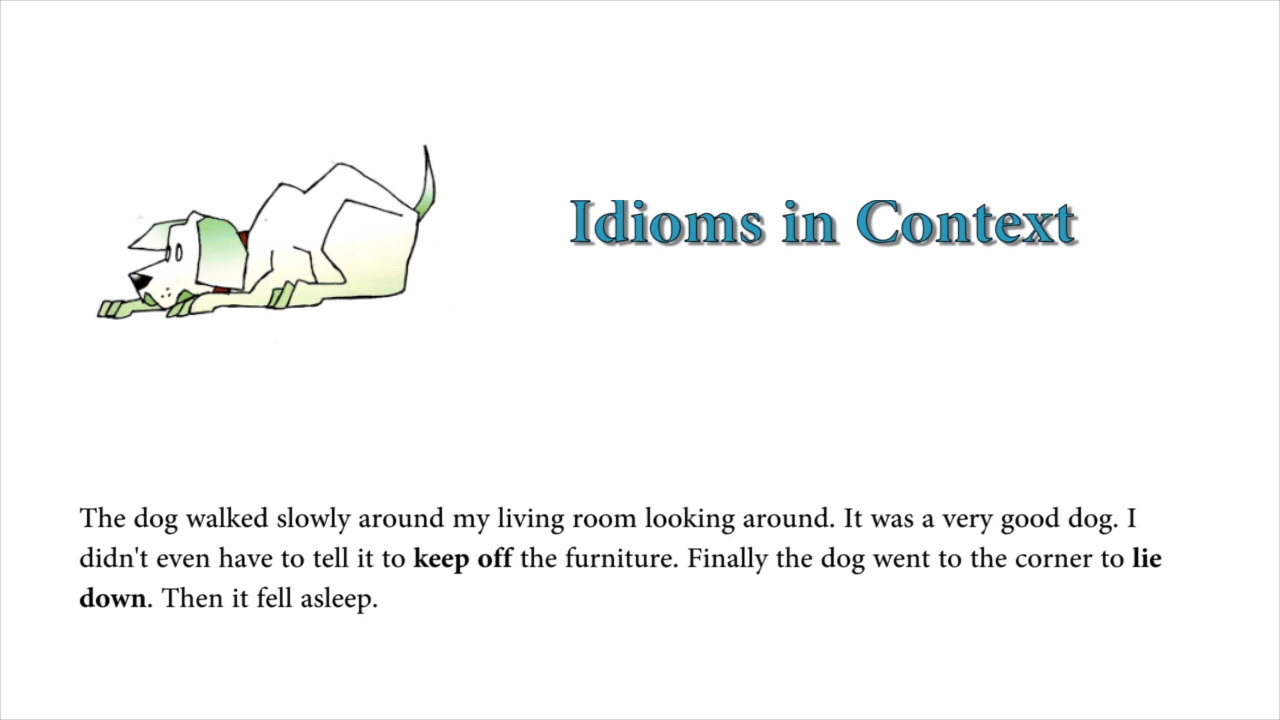 Idioms in Context
The dog walked slowly around my living room looking around. It was a very good dog. I
didn't even have to tell it to keep off the furniture. Finally the dog went to the corner to lie
down. Then it fell asleep.